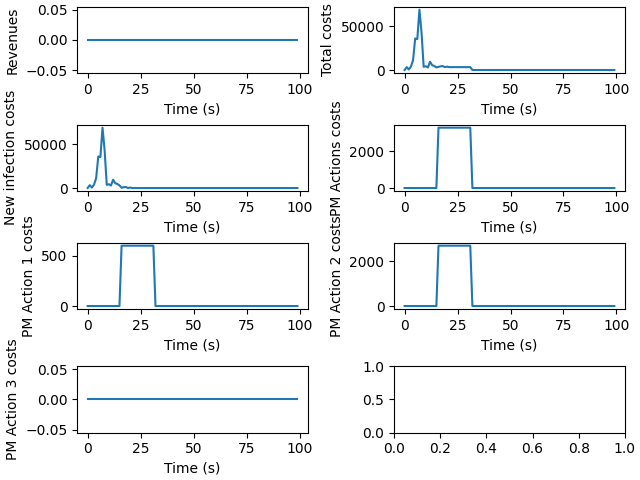 Revenues
0.05
0.00
−0.05
0 25 50 75 100
Time (s)
Total costs
50000
0
0 25 50 75 100
Time (s)
New infection costs
50000
0
0 25 50 75 100
Time (s)
PM Actions costs
2000
0
0 25 50 75 100
Time (s)
PM Action 1 costs
500
0
0 25 50 75 100
Time (s)
PM Action 2 costs
2000
0
0 25 50 75 100
Time (s)
PM Action 3 costs
0.05
0.00
−0.05
0 25 50 75 100
Time (s)
1.0
0.5
0.0
0.0 0.2 0.4 0.6 0.8 1.0